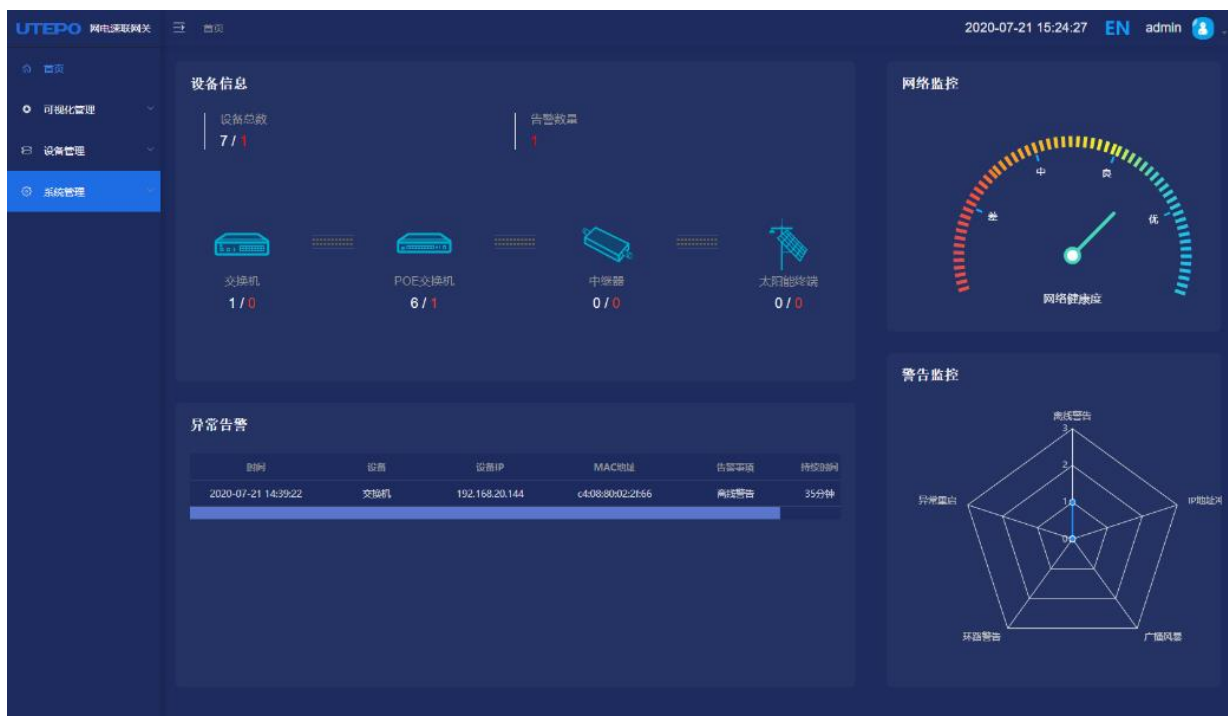 UTEPO 网电速联网关
首页
2020-07-21 15:24:27 EN admin
首页
可视化管理
设备管理
系统管理
设备信息
设备总数
7 / 1
告警数量
1
交换机
1 / 0
POE交换机
6 / 1
中继器
0 / 0
太阳能终端
0 / 0
异常告警
时间 设备 设备IP MAC地址 告警事项 持续时间
2020-07-21 14:39:22 交换机 192.168.20.144 c4:08:80:02:2f:66 离线警告 35分钟
网络监控
差 中 良 优
网络健康度
警告监控
离线警告
3
2
异常重启 1 IP地址冲
0
环路警告 广播风暴